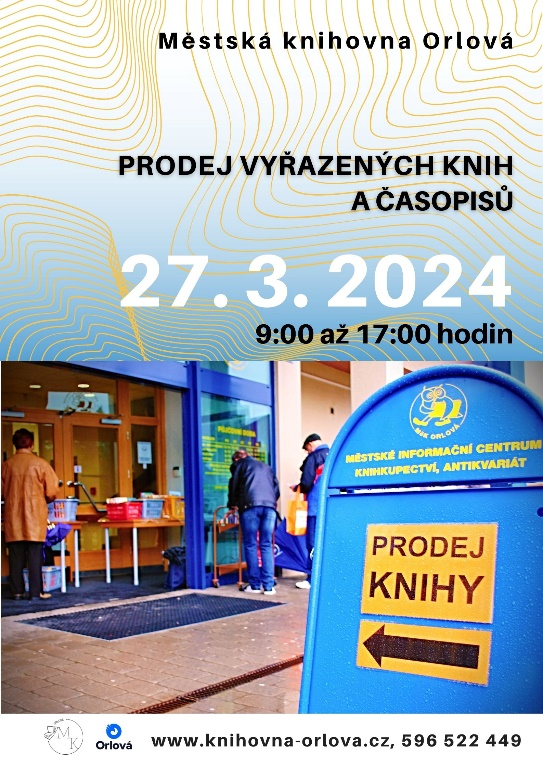 Městská knihovna Orlová
PRODEJ VYŘAZENÝCH KNIH
A ČASOPISŮ
27. 3. 2024
9:00 až 17:00 hodin
MSK ORLOVÁ
MĚSTSKÉ INFORMAČNÍ CENTRUM
KNIHKUPECTVÍ, ANTIKVARIÁT
PRODEJ
KNIHY
MK
Orlová
www.knihovna-orlova.cz, 596 522 449